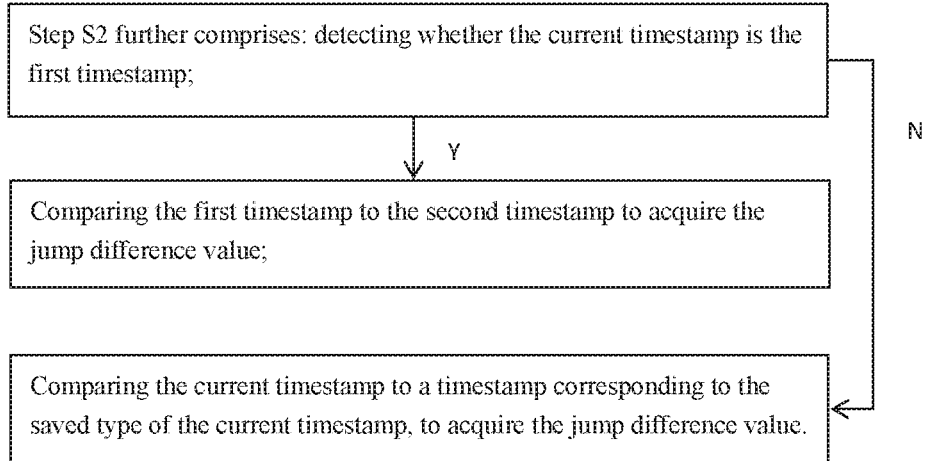 Step S2 further comprises: detecting whether the current timestamp is the
first timestamp;
N
Y
Comparing the first timestamp to the second timestamp to acquire the
jump difference value;
Comparing the current timestamp to a timestamp corresponding to the
saved type of the current timestamp, to acquire the jump difference value.